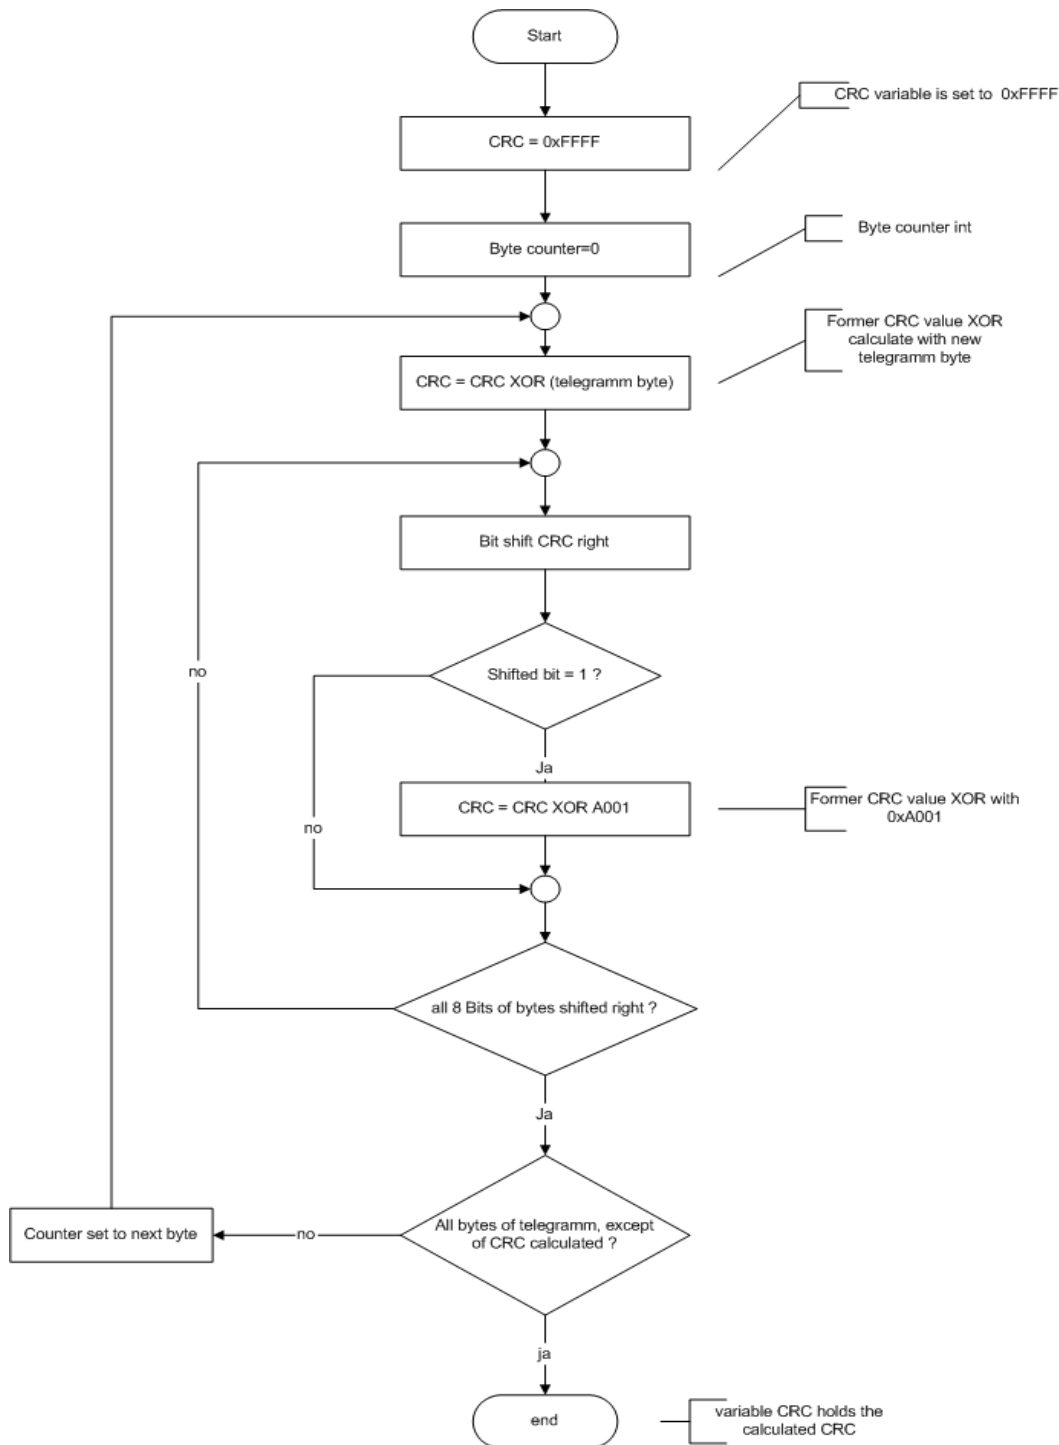 Start
CRC variable is set to 0xFFFF
CRC = 0xFFFF
Byte counter int
Byte counter=0
Former CRC value XOR
calculate with new
telegramm byte
CRC = CRC XOR (telegramm byte)
Bit shift CRC right
no
Shifted bit = 1 ?
Ja
CRC = CRC XOR A001
Former CRC value XOR with
0xA001
no
all 8 Bits of bytes shifted right ?
Ja
All bytes of telegramm, except
of CRC calculated ?
no
Counter set to next byte
ja
end
variable CRC holds the
calculated CRC